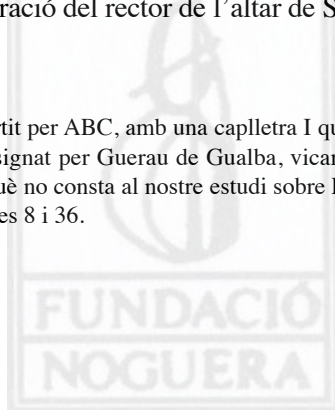 ració del rector de l’altar de S
tit per ABC, amb una caplletra I qu
signat per Guerau de Gualba, vicar
uè no consta al nostre estudi sobre
es 8 i 36.
FUNDACIÓ
NOGUERA